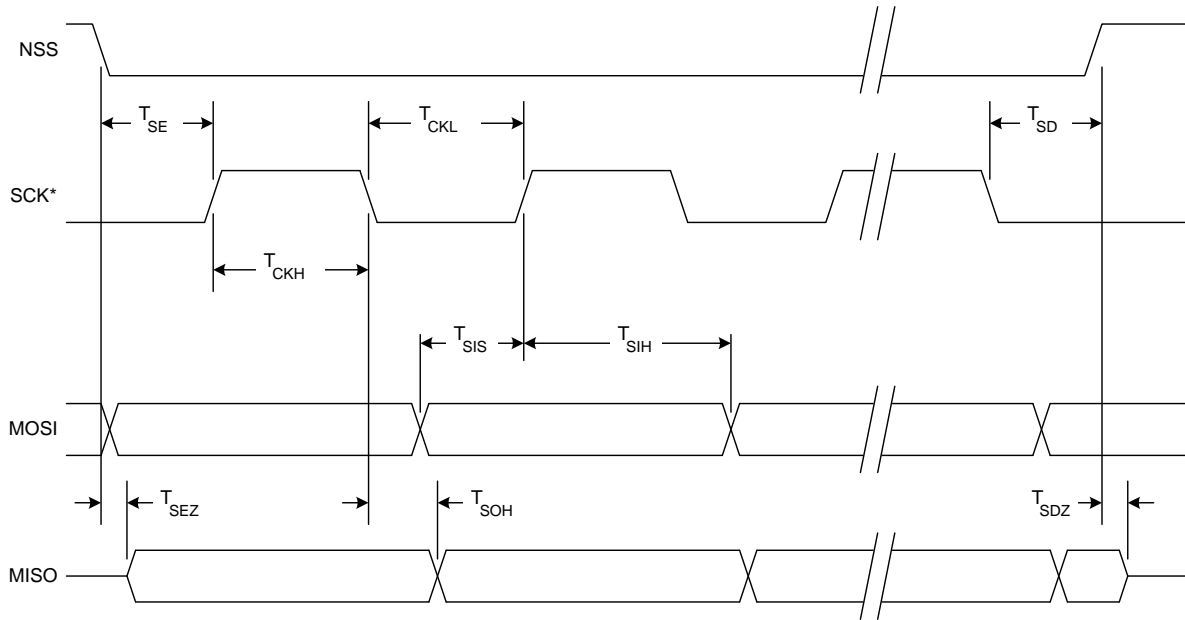 NSS
T_SE
T_CKL
T_SD
SCK*
T_CKH
T_SIS
T_SIH
MOSI
T_SEZ
T_SOH
T_SDZ
MISO